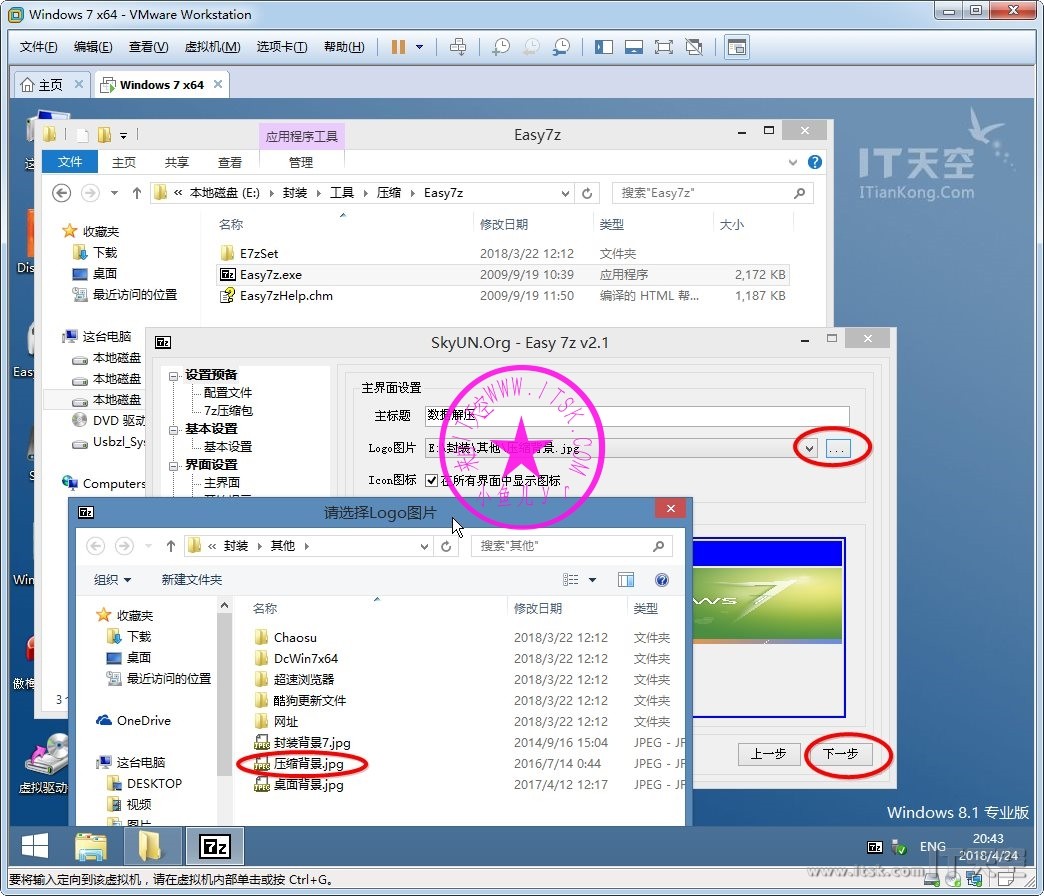 Windows 7 x64 - VMware Workstation
文件(F) 编辑(E) 查看(V) 虚拟机(M) 选项卡(T) 帮助(H)
主页 Windows 7 x64
应用程序工具 Easy7z
文件 主页 共享 查看 管理
IT天空
ITianKong.Com
« 本地磁盘 (E:) 封装 工具 压缩 Easy7z 搜索"Easy7z"
名称 修改日期 类型 大小
收藏夹
下载
桌面
最近访问的位置
E7zSet 2018/3/22 12:12 文件夹
Easy7z.exe 2009/9/19 10:39 应用程序 2,172 KB
Easy7zHelp.chm 2009/9/19 11:50 编译的 HTML 帮... 1,187 KB
这台电脑
本地磁盘
本地磁盘
本地磁盘
DVD 驱动
Usbzl_Sy
Computers
SkyUN.Org - Easy 7z v2.1
设置预备
配置文件
7z压缩包
基本设置
基本设置
界面设置
主界面
主界面设置
主标题 数据解压
Logo图片 E:\封装\其他\压缩背景.jpg ...
Icon图标 在所有界面中显示图标
来自IT天空WWW.ITSK.COM
小鱼儿yr
请选择Logo图片
« 封装 其他 搜索"其他"
组织 新建文件夹
名称 修改日期 类型
收藏夹
下载
桌面
最近访问的位置
OneDrive
这台电脑
DESKTOP
视频
图片
Chaosu 2018/3/22 12:12 文件夹
DcWin7x64 2018/3/22 12:12 文件夹
超速浏览器 2018/3/22 12:12 文件夹
酷狗更新文件 2018/3/22 12:12 文件夹
网址 2018/3/22 12:12 文件夹
封装背景7.jpg 2014/9/16 15:04 JPEG - JF
压缩背景.jpg 2016/7/14 0:44 JPEG - JF
桌面背景.jpg 2017/4/12 12:17 JPEG - JF
ws 7
上一步 下一步
虚拟驱动
Windows 8.1 专业版
7z ENG 20:43
2018/4/24
www.itsk.com IT天空
要将输入定向到该虚拟机，请在虚拟机内部单击或按 Ctrl+G。